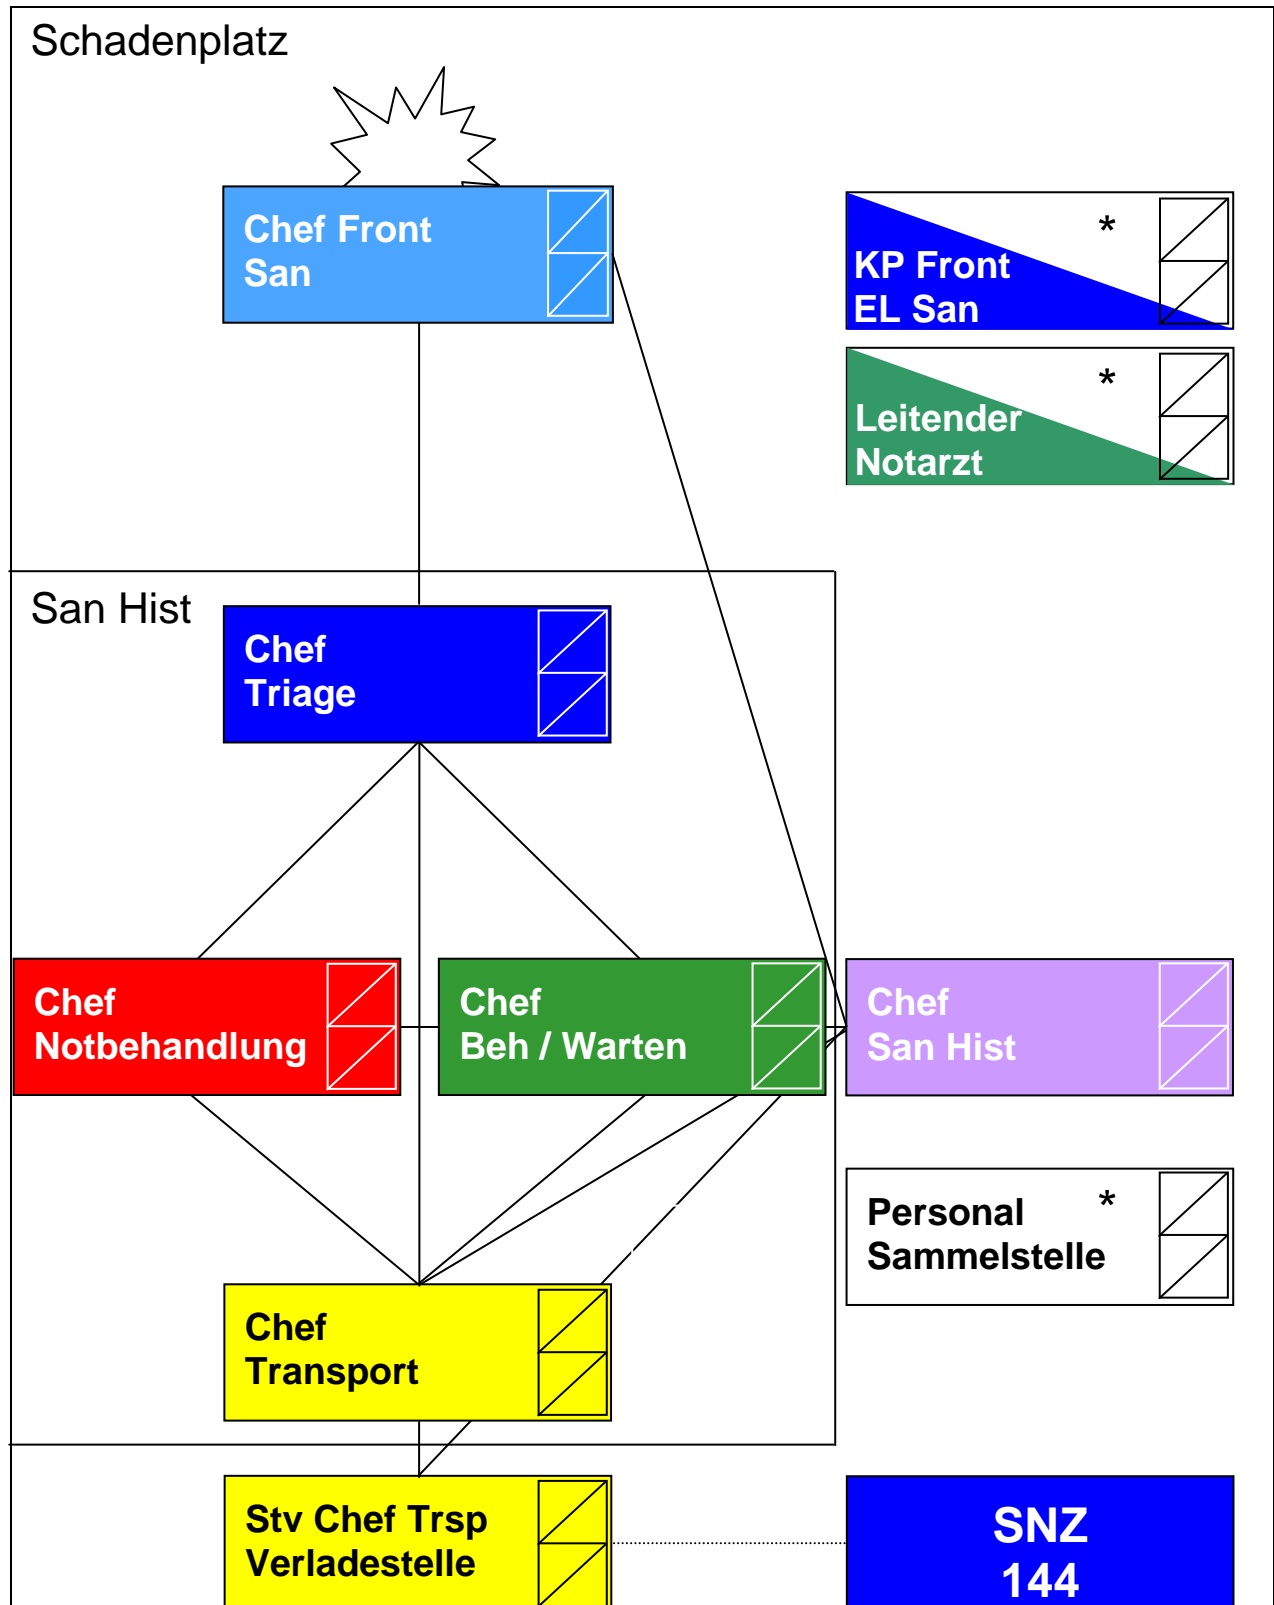 Schadenplatz
Chef Front
San
*
KP Front
EL San
*
Leitender
Notarzt
San Hist
Chef
Triage
Chef
Notbehandlung
Chef
Beh / Warten
Chef
San Hist
Personal *
Sammelstelle
Chef
Transport
Stv Chef Trsp
Verladestelle
SNZ
144